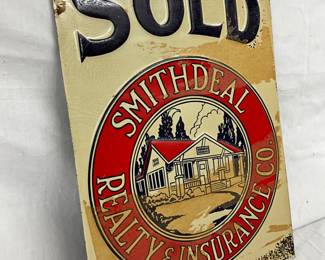 SOLD
SMITHDEAL
REALTY & INSURANCE CO.